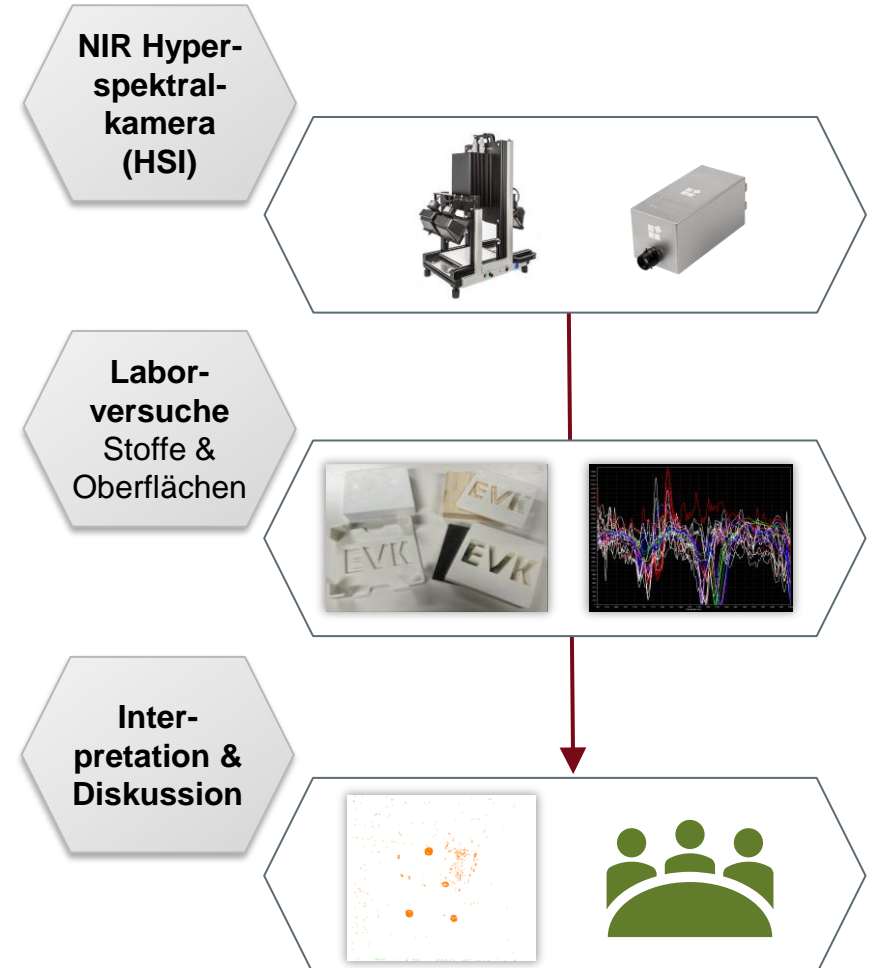 NIR Hyper-
spektral-
kamera
(HSI)
Labor-
versuche
Stoffe &
Oberflächen
EVK
EVK
EVK
Inter-
pretation &
Diskussion